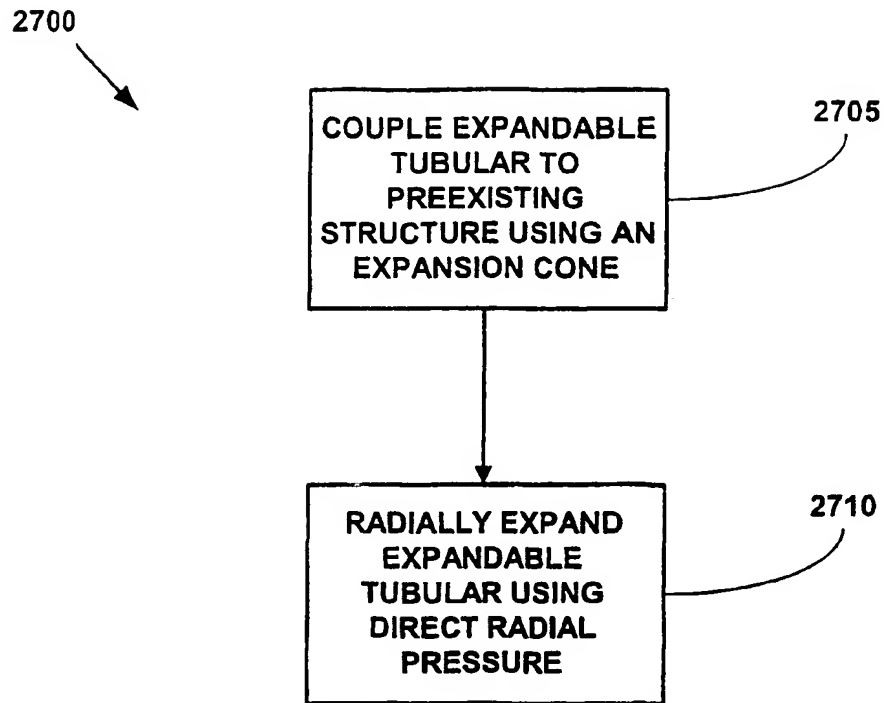 2700
COUPLE EXPANDABLE
TUBULAR TO
PREEXISTING
STRUCTURE USING AN
EXPANSION CONE
2705
RADIALLY EXPAND
EXPANDABLE
TUBULAR USING
DIRECT RADIAL
PRESSURE
2710